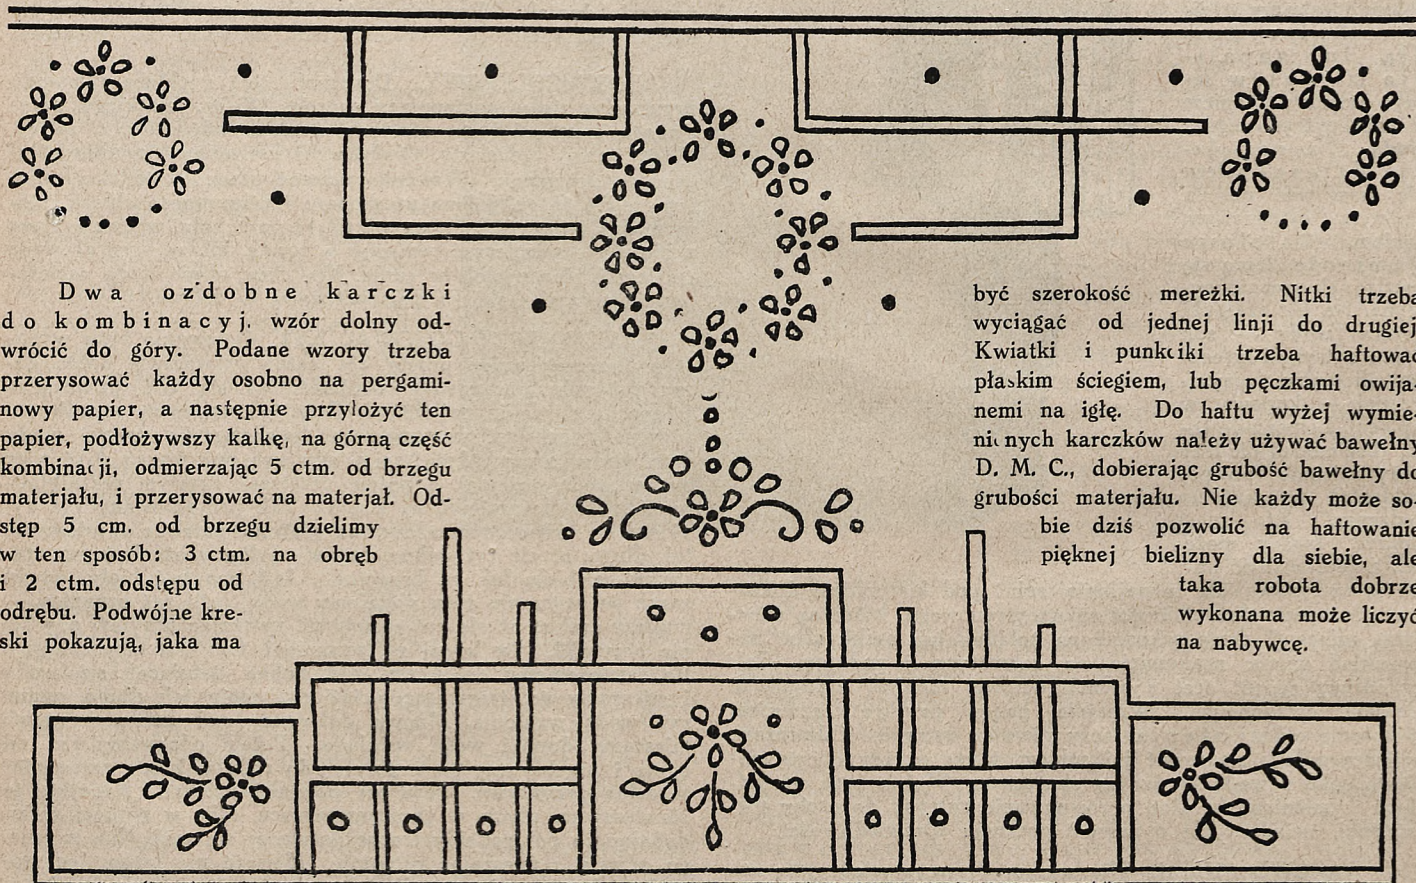 Dwa ozdobne karczki
do kombinacyj. wzór dolny od-
wrócić do góry. Podane wzory trzeba
przerysować każdy osobno na pergami-
nowy papier, a następnie przyłożyć ten
papier, podłożywszy kalkę, na górną część
kombinacji, odmierzając 5 ctm. od brzegu
materjału, i przerysować na materjał. Od-
stęp 5 cm. od brzegu dzielimy
w ten sposób: 3 ctm. na obręb
i 2 ctm. odstępu od
odrębu. Podwójne kre-
ski pokazują, jaka ma
być szerokość mereżki. Nitki trzeba
wyciągać od jednej linji do drugiej
Kwiatki i punkciki trzeba haftować
płaskim ściegiem, lub pęczkami owija-
nemi na igłę. Do haftu wyżej wymie-
nionych karczków należy używać bawełny
D. M. C., dobierając grubość bawełny do
grubości materjału. Nie każdy może so-
bie dziś pozwolić na haftowanie
pięknej bielizny dla siebie, ale
taka robota dobrze
wykonana może liczyć
na nabywcę.